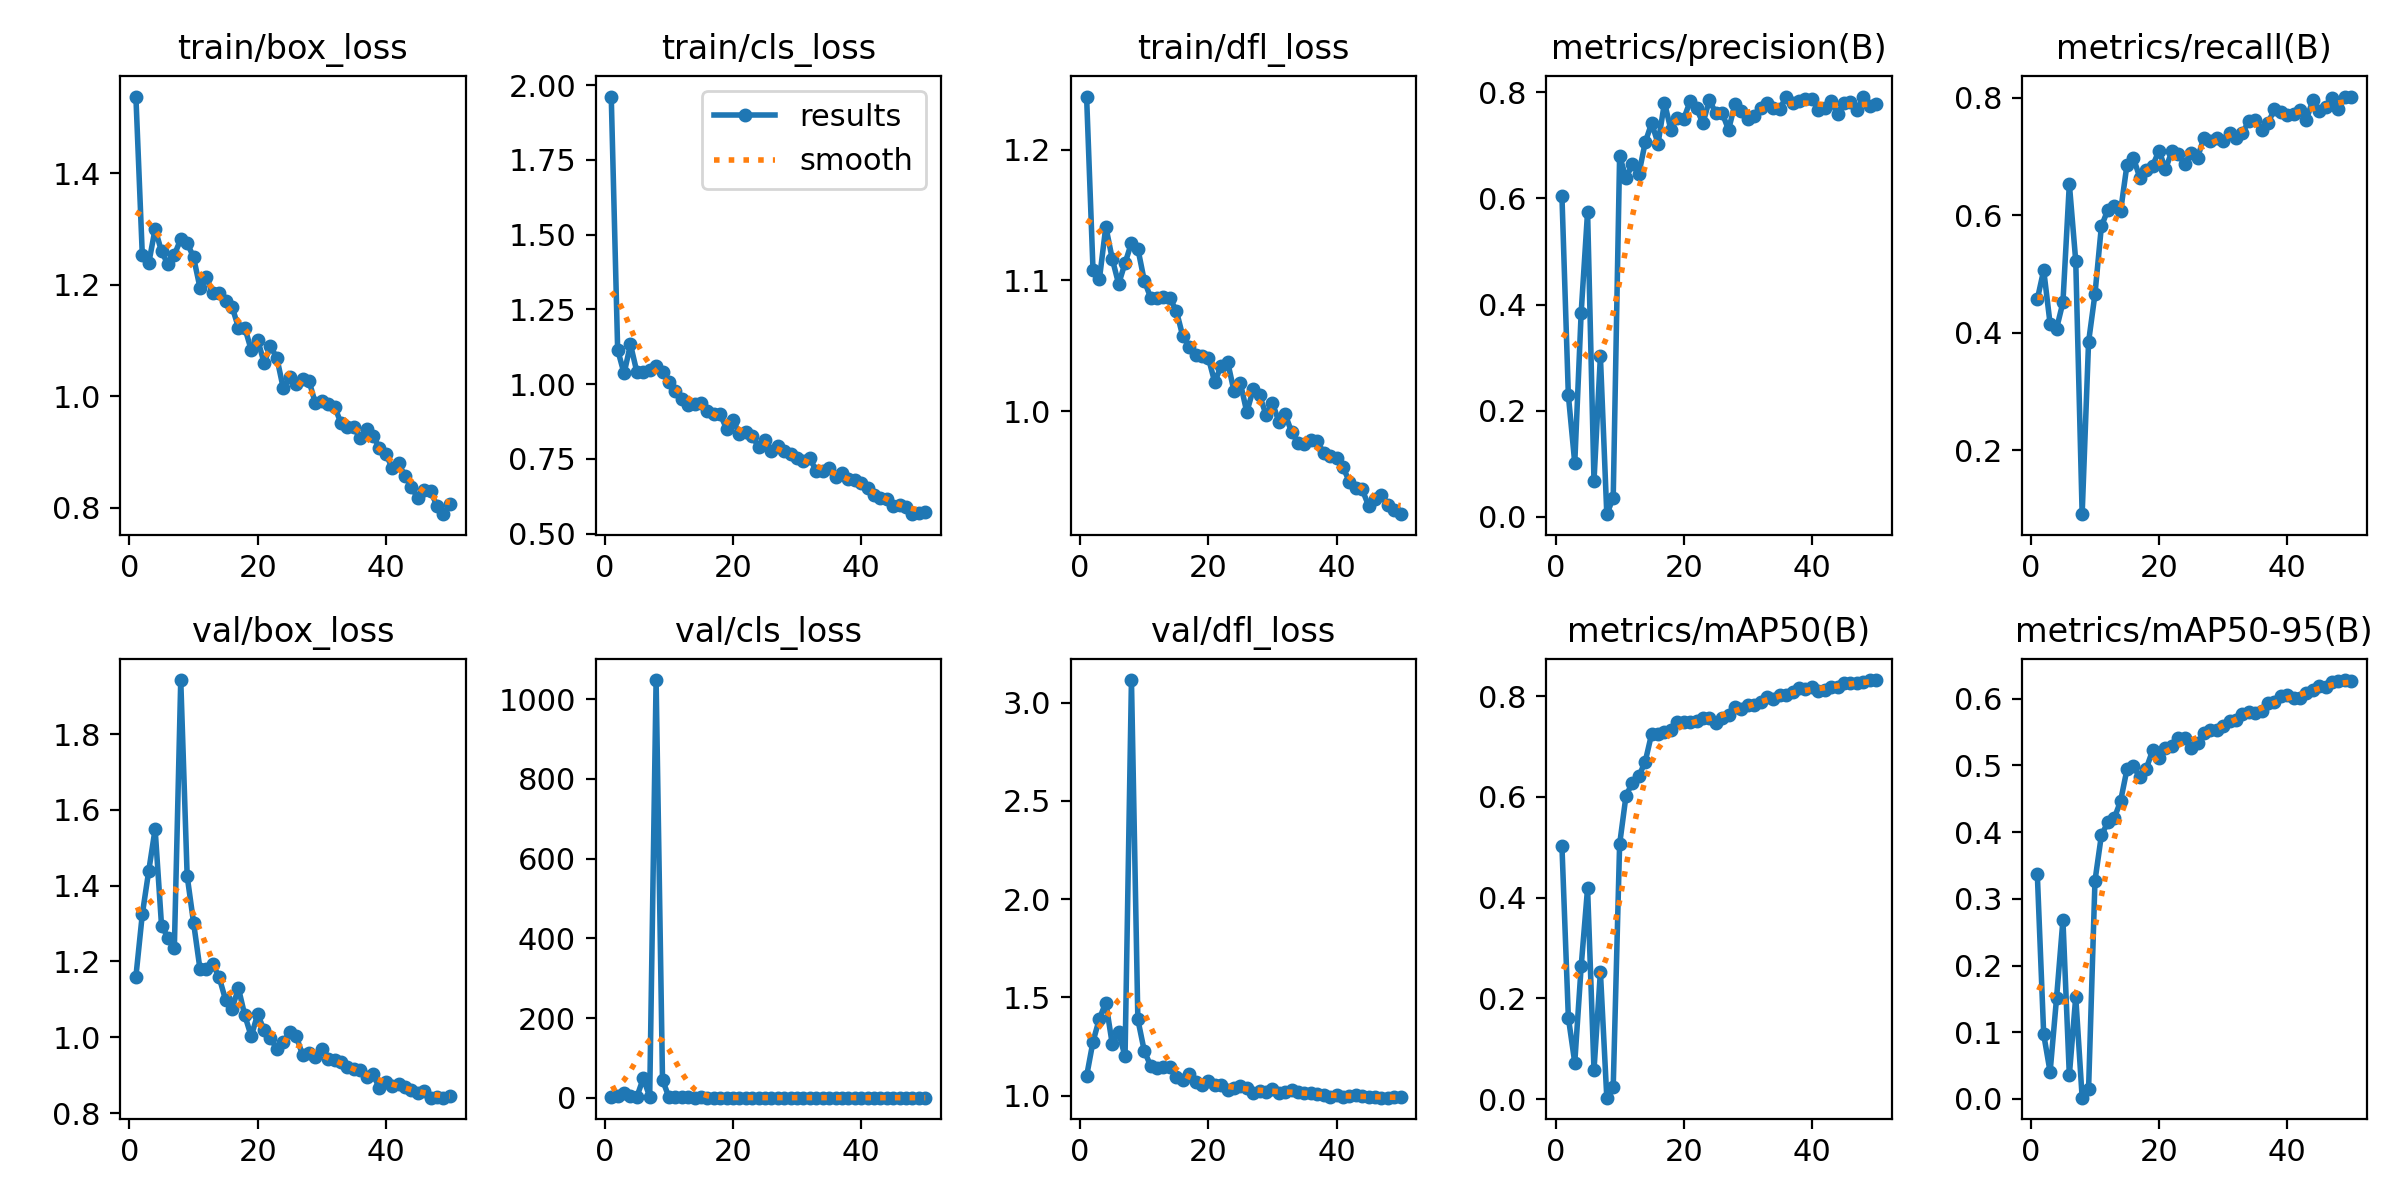 train/box_loss
1.4
1.2
1.0
0.8
0 20 40
train/cls_loss
2.00
1.75
1.50
1.25
1.00
0.75
0.50
0 20 40
results
smooth
train/dfl_loss
1.2
1.1
1.0
0 20 40
metrics/precision(B)
0.8
0.6
0.4
0.2
0.0
0 20 40
metrics/recall(B)
0.8
0.6
0.4
0.2
0 20 40
val/box_loss
1.8
1.6
1.4
1.2
1.0
0.8
0 20 40
val/cls_loss
1000
800
600
400
200
0
0 20 40
val/dfl_loss
3.0
2.5
2.0
1.5
1.0
0 20 40
metrics/mAP50(B)
0.8
0.6
0.4
0.2
0.0
0 20 40
metrics/mAP50-95(B)
0.6
0.5
0.4
0.3
0.2
0.1
0.0
0 20 40